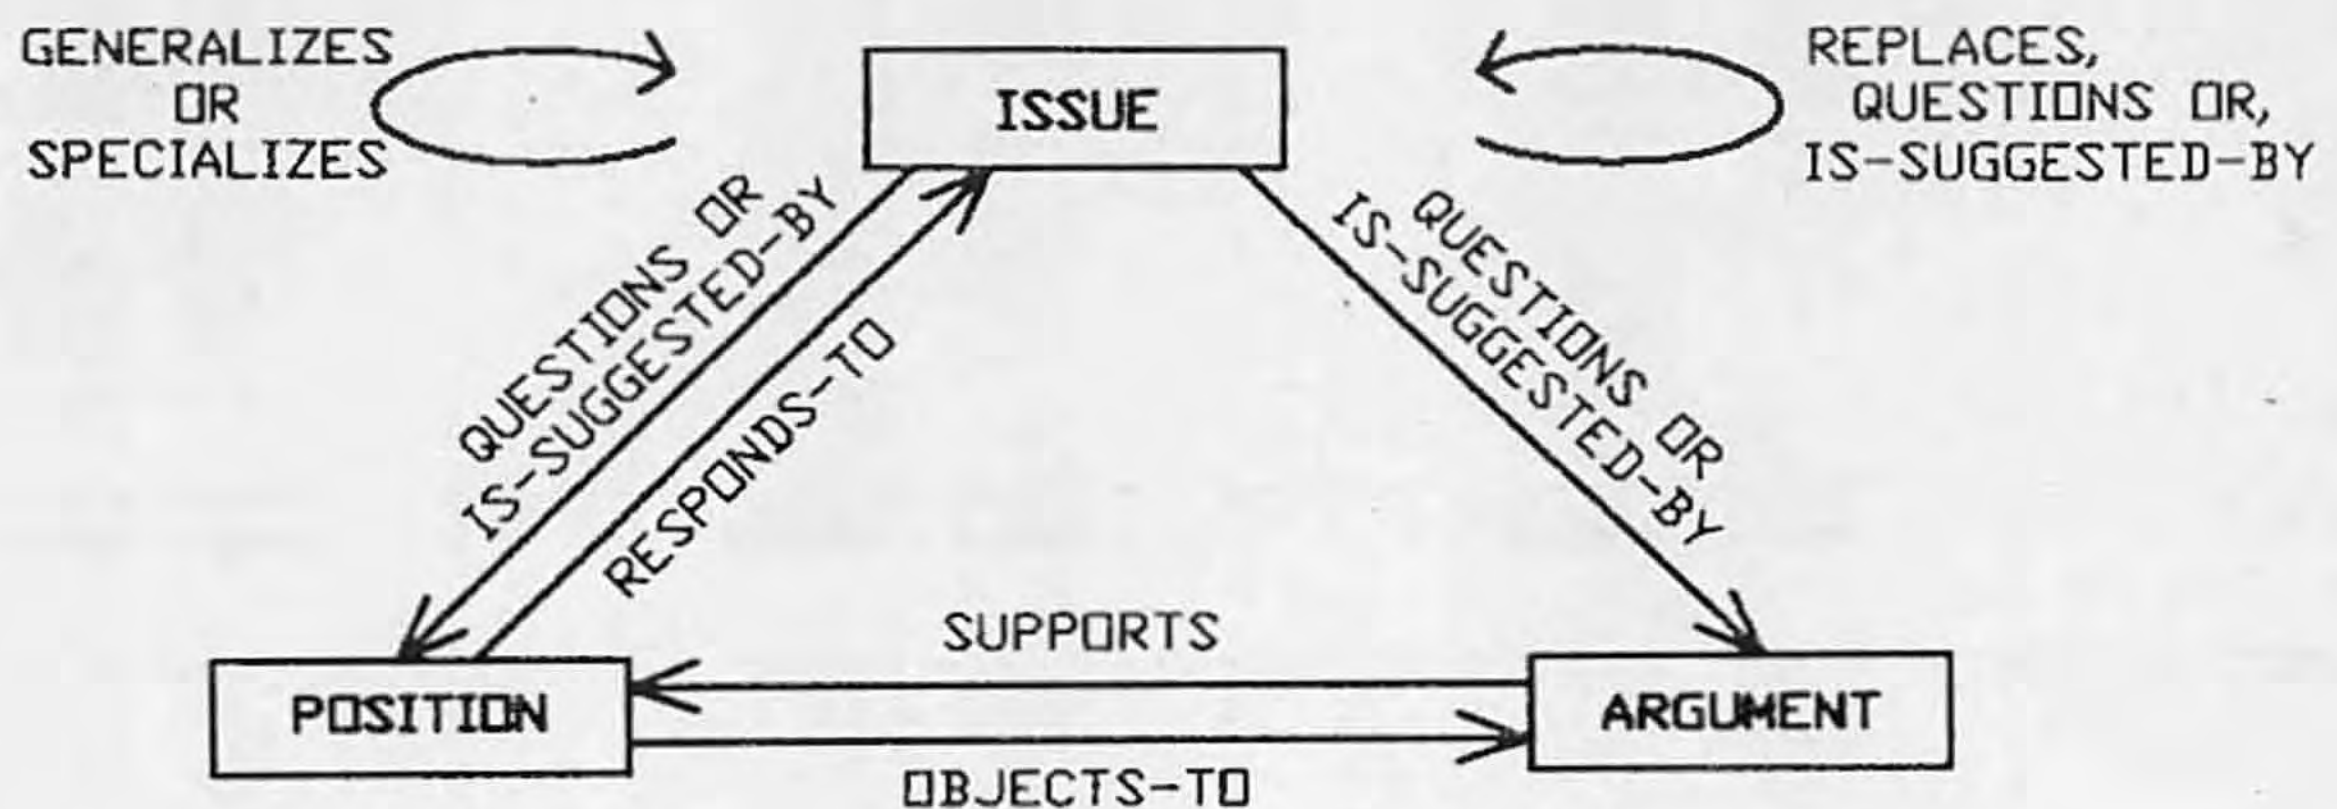 GENERALIZES
OR
SPECIALIZES
ISSUE
REPLACES,
QUESTIONS OR,
IS-SUGGESTED-BY
QUESTIONS OR
IS-SUGGESTED-BY
RESPONDS-TO
QUESTIONS OR
IS-SUGGESTED-BY
SUPPORTS
POSITION
ARGUMENT
OBJECTS-TO